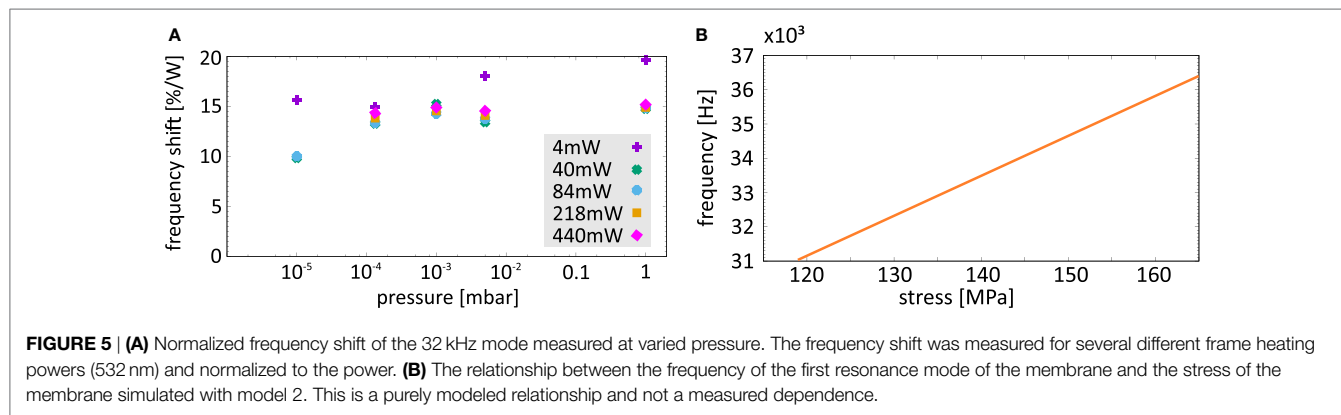 A
frequency shift [%/W]
20
15
10
5
0
10⁻⁵
10⁻⁴
10⁻³
10⁻²
0.1
1
pressure [mbar]
4mW
40mW
84mW
218mW
440mW
B
x10³
frequency [Hz]
37
36
35
34
33
32
31
120
130
140
150
160
stress [MPa]
FIGURE 5 | (A) Normalized frequency shift of the 32 kHz mode measured at varied pressure. The frequency shift was measured for several different frame heating
powers (532 nm) and normalized to the power. (B) The relationship between the frequency of the first resonance mode of the membrane and the stress of the
membrane simulated with model 2. This is a purely modeled relationship and not a measured dependence.